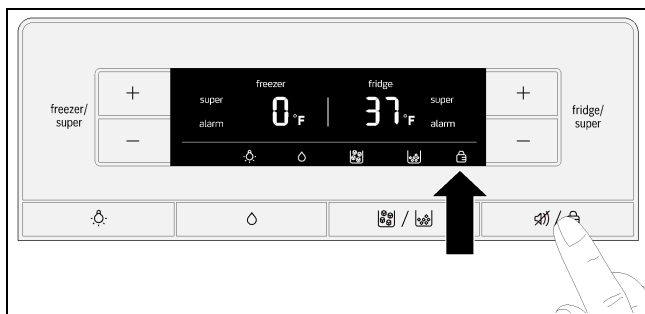 freezer/
super
+
−
freezer
super
alarm
0°F
fridge
37°F
super
alarm
+
−
fridge/
super
/
/